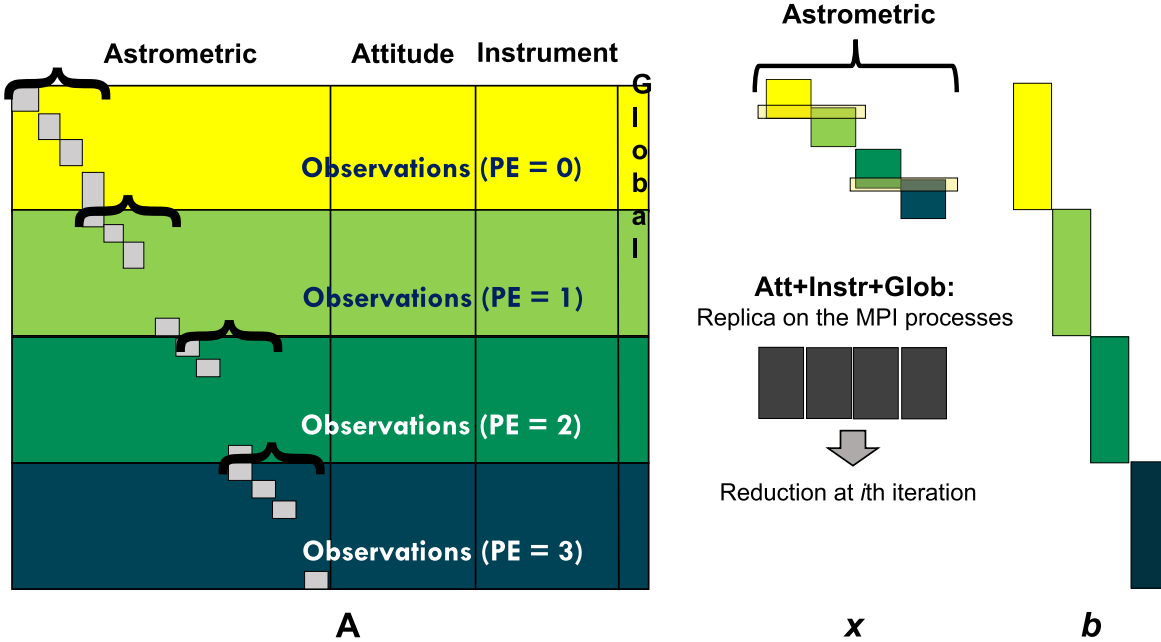 Astrometric
Attitude
Instrument
Global
Observations (PE = 0)
Observations (PE = 1)
Observations (PE = 2)
Observations (PE = 3)
A
Astrometric
Att+Instr+Glob:
Replica on the MPI processes
Reduction at ith iteration
x
b